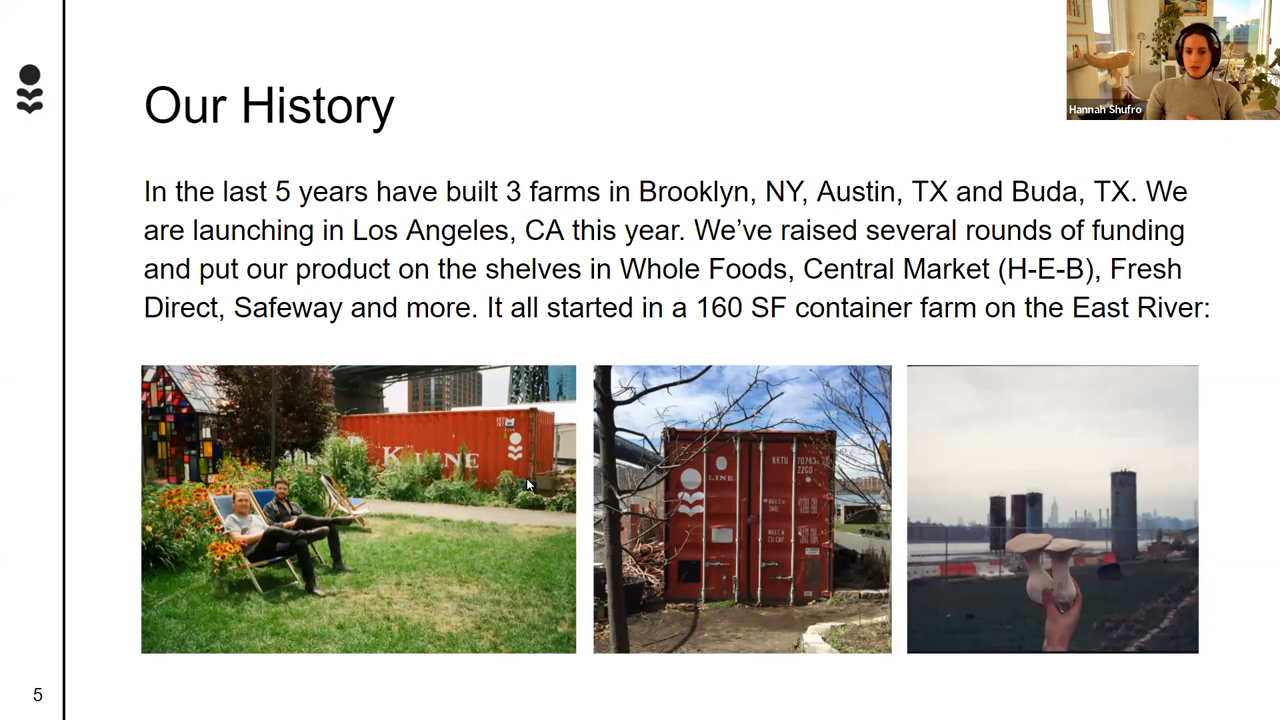 Our History
Hannah Shufro
In the last 5 years have built 3 farms in Brooklyn, NY, Austin, TX and Buda, TX. We
are launching in Los Angeles, CA this year. We’ve raised several rounds of funding
and put our product on the shelves in Whole Foods, Central Market (H-E-B), Fresh
Direct, Safeway and more. It all started in a 160 SF container farm on the East River:
K LINE
LINE
KKTU
5